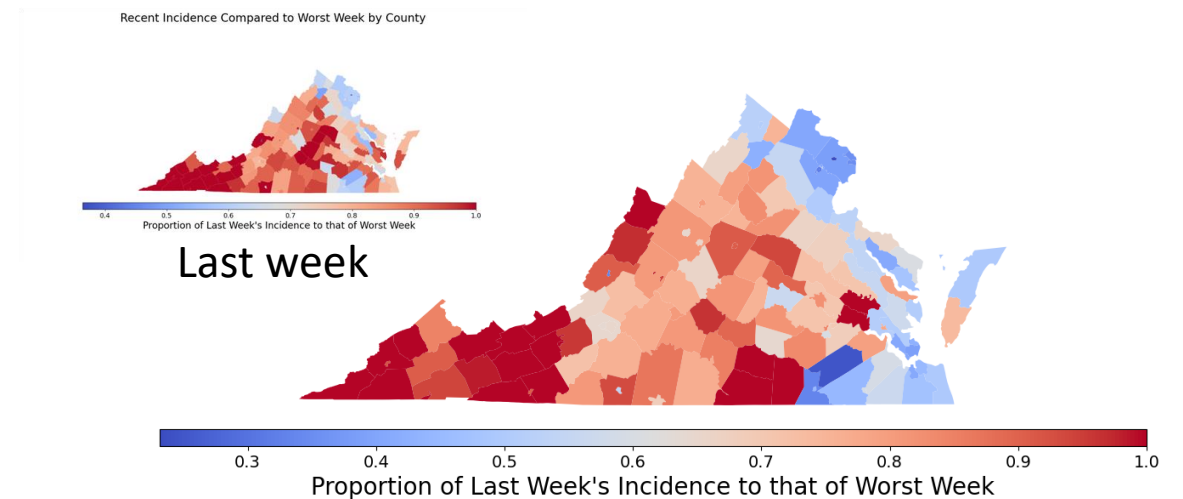 Recent Incidence Compared to Worst Week by County
0.4 0.5 0.6 0.7 0.8 0.9 1.0
Proportion of Last Week's Incidence to that of Worst Week
Last week
0.3 0.4 0.5 0.6 0.7 0.8 0.9 1.0
Proportion of Last Week's Incidence to that of Worst Week